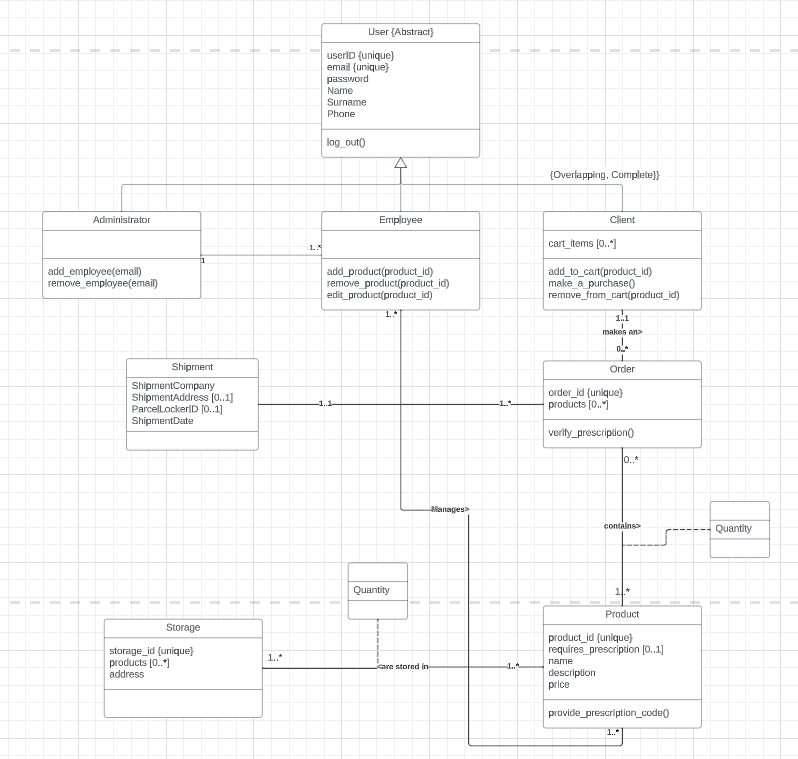 User {Abstract}
userID {unique}
email {unique}
password
Name
Surname
Phone
log_out()
{Overlapping, Complete}}
Administrator
add_employee(email)
remove_employee(email)
1
1..*
Employee
add_product(product_id)
remove_product(product_id)
edit_product(product_id)
1..*
Client
cart_items [0..*]
add_to_cart(product_id)
make_a_purchase()
remove_from_cart(product_id)
1..1
makes an>
0..*
Shipment
ShipmentCompany
ShipmentAddress [0..1]
ParcelLockerID [0..1]
ShipmentDate
1..1
1..*
Order
order_id {unique}
products [0..*]
verify_prescription()
0..*
Manages>
contains>
Quantity
1..*
Quantity
Storage
storage_id {unique}
products [0..*]
address
1..*
<are stored in
1..*
Product
product_id {unique}
requires_prescription [0..1]
name
description
price
provide_prescription_code()
1..*